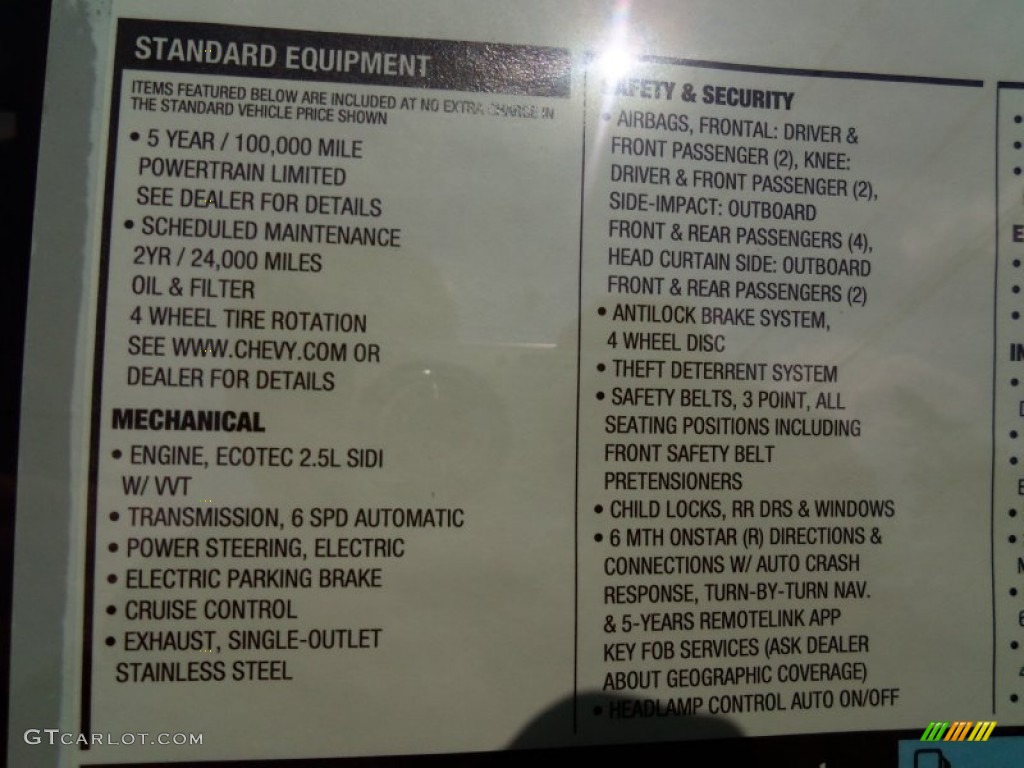 STANDARD EQUIPMENT
ITEMS FEATURED BELOW ARE INCLUDED AT NO EXTRA CHARGE IN
THE STANDARD VEHICLE PRICE SHOWN
• 5 YEAR / 100,000 MILE
POWERTRAIN LIMITED
SEE DEALER FOR DETAILS
• SCHEDULED MAINTENANCE
2YR / 24,000 MILES
OIL & FILTER
4 WHEEL TIRE ROTATION
SEE WWW.CHEVY.COM OR
DEALER FOR DETAILS
MECHANICAL
• ENGINE, ECOTEC 2.5L SIDI
W/ VVT
• TRANSMISSION, 6 SPD AUTOMATIC
• POWER STEERING, ELECTRIC
• ELECTRIC PARKING BRAKE
• CRUISE CONTROL
• EXHAUST, SINGLE-OUTLET
STAINLESS STEEL
SAFETY & SECURITY
• AIRBAGS, FRONTAL: DRIVER &
FRONT PASSENGER (2), KNEE:
DRIVER & FRONT PASSENGER (2),
SIDE-IMPACT: OUTBOARD
FRONT & REAR PASSENGERS (4),
HEAD CURTAIN SIDE: OUTBOARD
FRONT & REAR PASSENGERS (2)
• ANTILOCK BRAKE SYSTEM,
4 WHEEL DISC
• THEFT DETERRENT SYSTEM
• SAFETY BELTS, 3 POINT, ALL
SEATING POSITIONS INCLUDING
FRONT SAFETY BELT
PRETENSIONERS
• CHILD LOCKS, RR DRS & WINDOWS
• 6 MTH ONSTAR (R) DIRECTIONS &
CONNECTIONS W/ AUTO CRASH
RESPONSE, TURN-BY-TURN NAV.
& 5-YEARS REMOTELINK APP
KEY FOB SERVICES (ASK DEALER
ABOUT GEOGRAPHIC COVERAGE)
• HEADLAMP CONTROL AUTO ON/OFF
GTCARLOT.COM